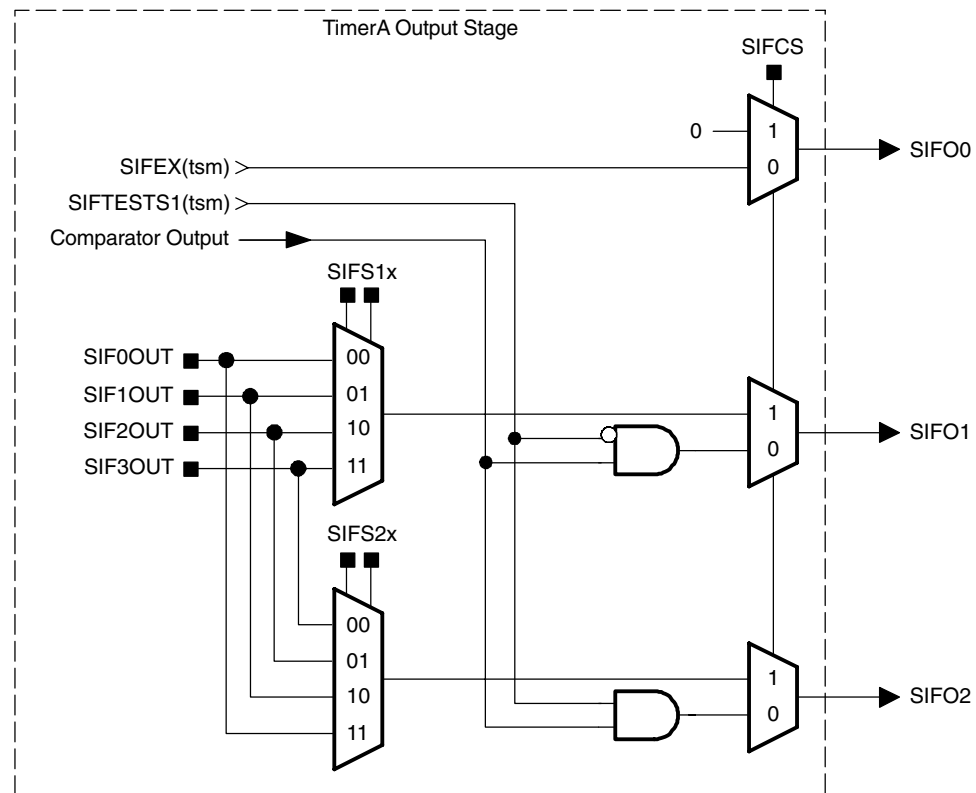 TimerA Output Stage
SIFCS
0
1
SIFO0
SIFEX(tsm)
0
SIFTESTS1(tsm)
Comparator Output
SIFS1x
SIF0OUT
00
SIF1OUT
01
SIF2OUT
10
SIF3OUT
11
1
SIFO1
0
SIFS2x
00
01
10
11
1
SIFO2
0